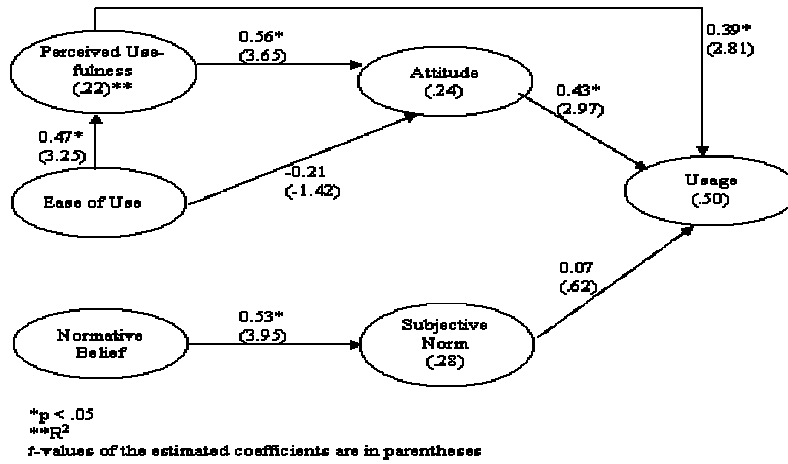 Perceived Use-
fulness
(.22)**
0.56*
(3.65)
Attitude
(.24)
0.39*
(2.81)
0.43*
(2.97)
0.47*
(3.25)
Ease of Use
-0.21
(-1.42)
Usage
(.50)
0.07
(.62)
Normative
Belief
0.53*
(3.95)
Subjective
Norm
(.28)
*p < .05
**R²
t-values of the estimated coefficients are in parentheses